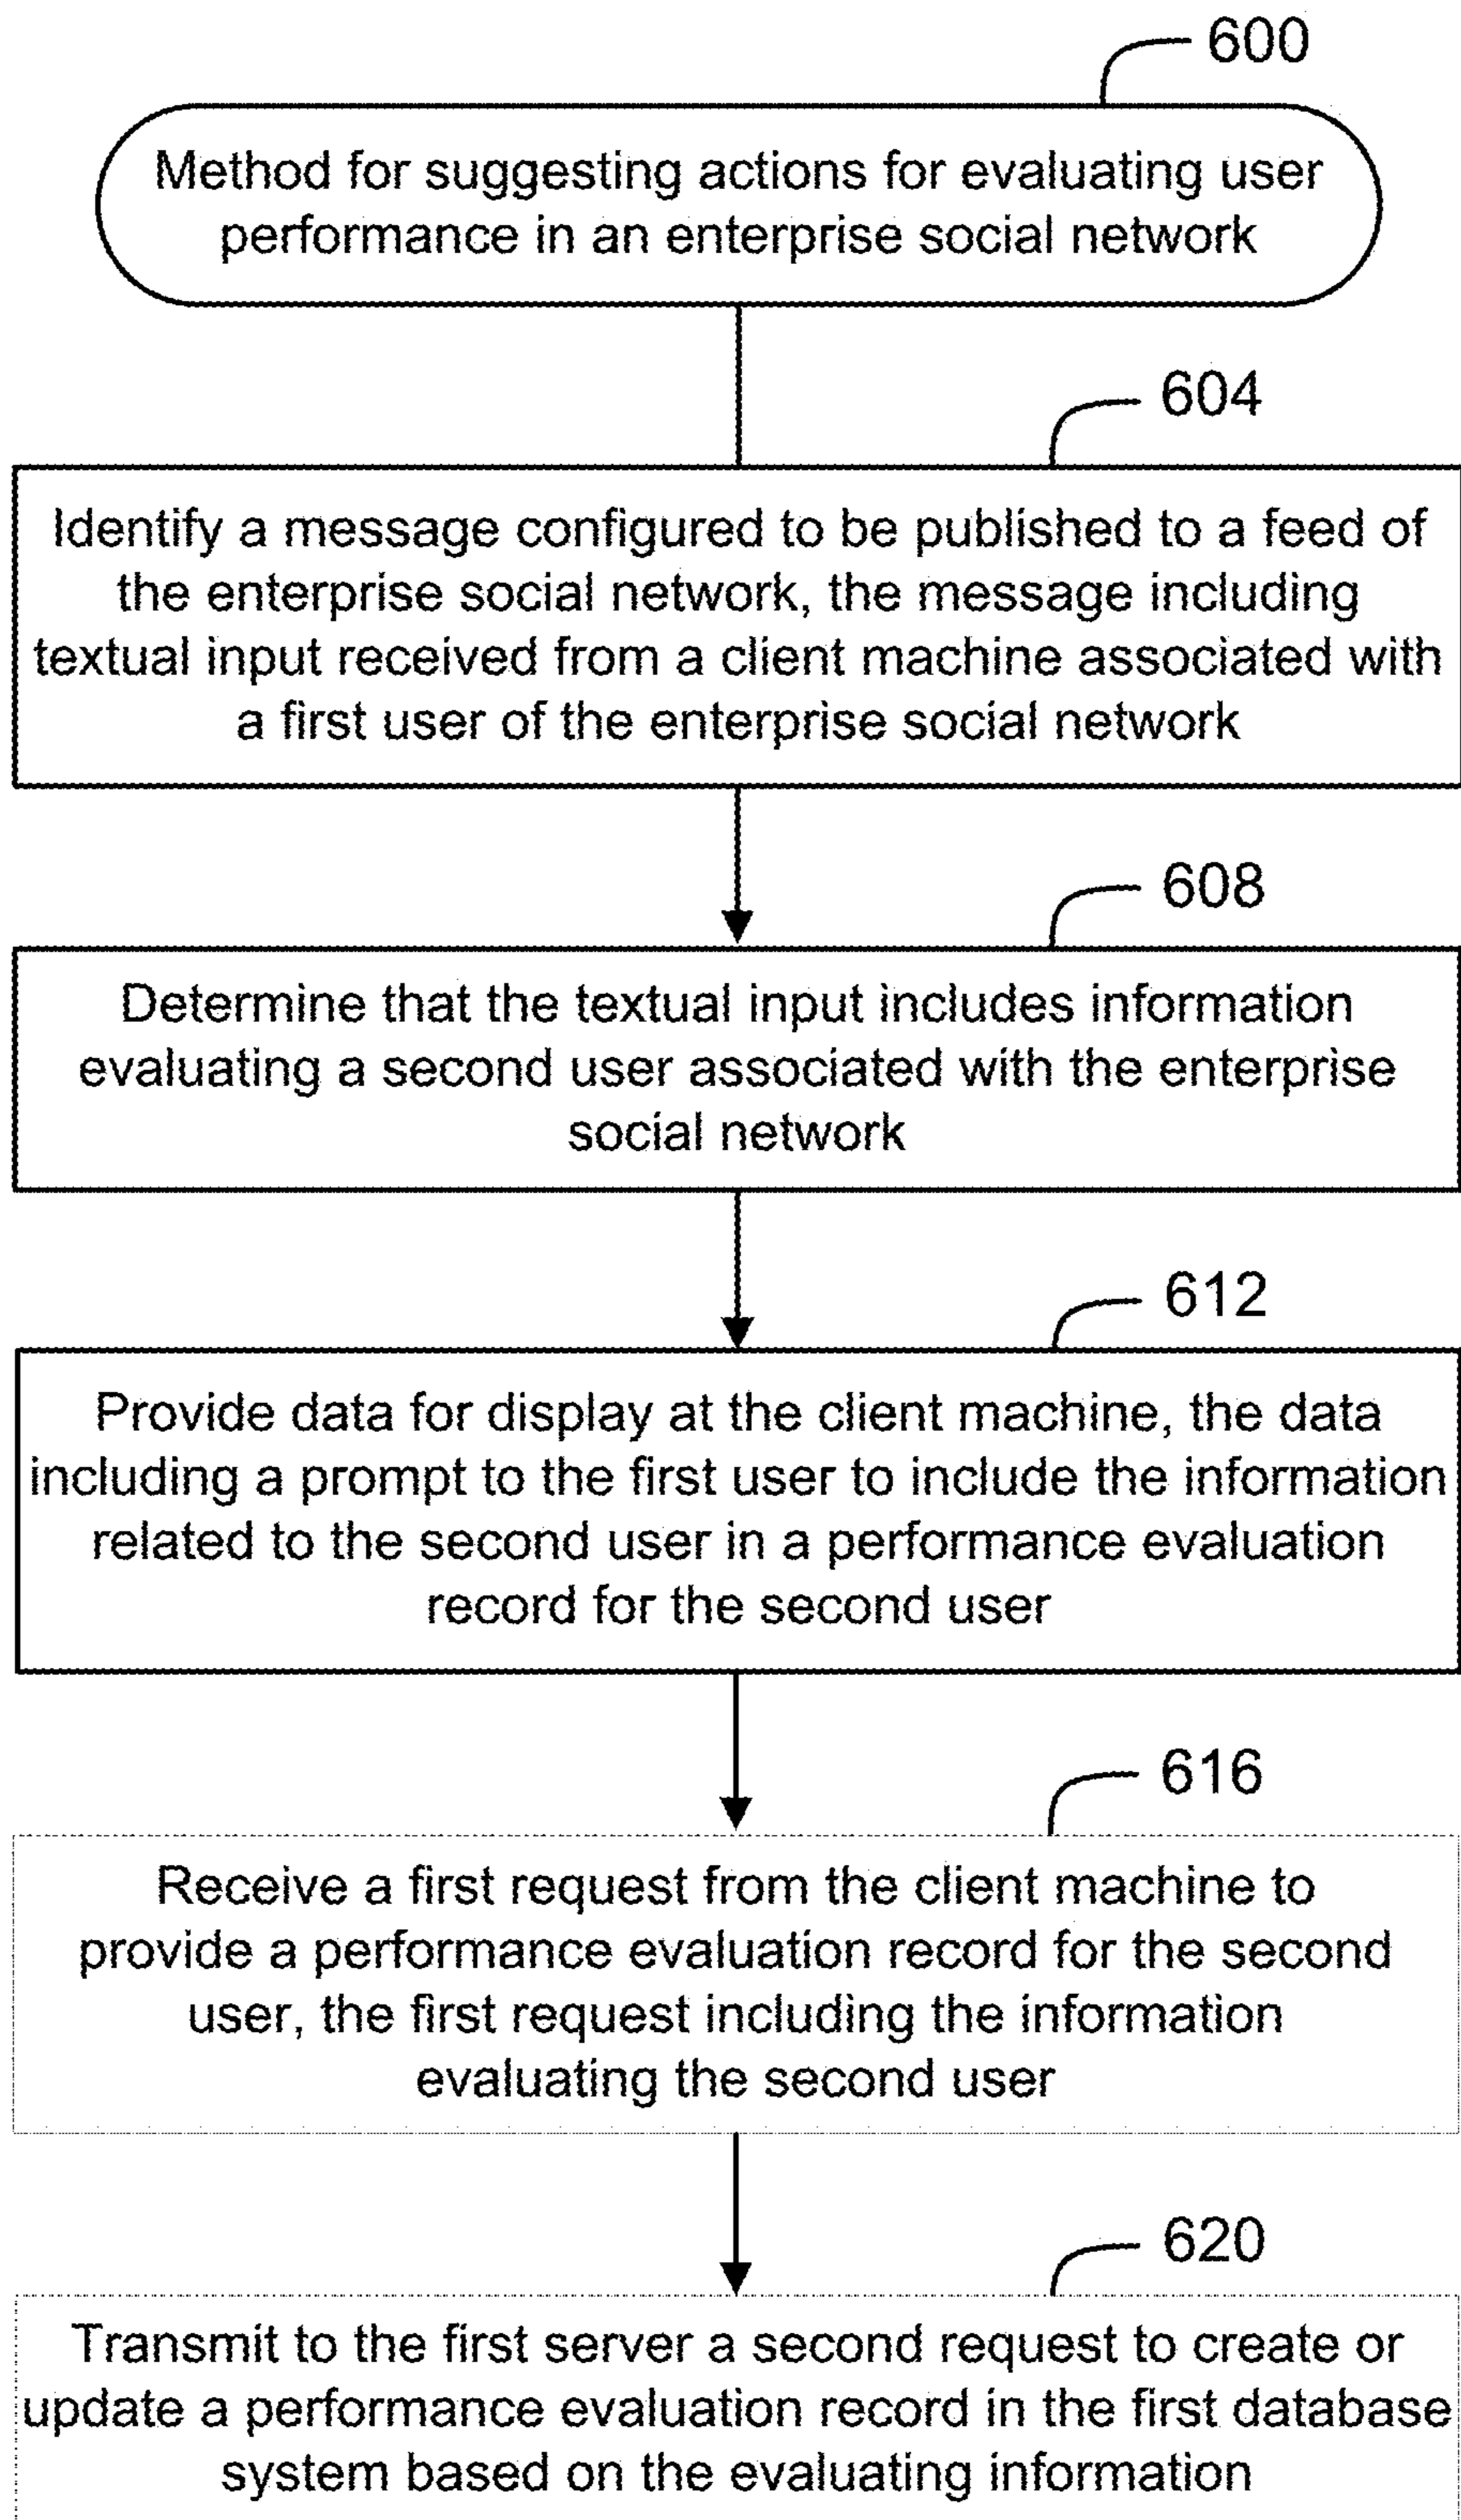 600
Method for suggesting actions for evaluating user
performance in an enterprise social network
604
Identify a message configured to be published to a feed of
the enterprise social network, the message including
textual input received from a client machine associated with
a first user of the enterprise social network
608
Determine that the textual input includes information
evaluating a second user associated with the enterprise
social network
612
Provide data for display at the client machine, the data
including a prompt to the first user to include the information
related to the second user in a performance evaluation
record for the second user
616
Receive a first request from the client machine to
provide a performance evaluation record for the second
user, the first request including the information
evaluating the second user
620
Transmit to the first server a second request to create or
update a performance evaluation record in the first database
system based on the evaluating information